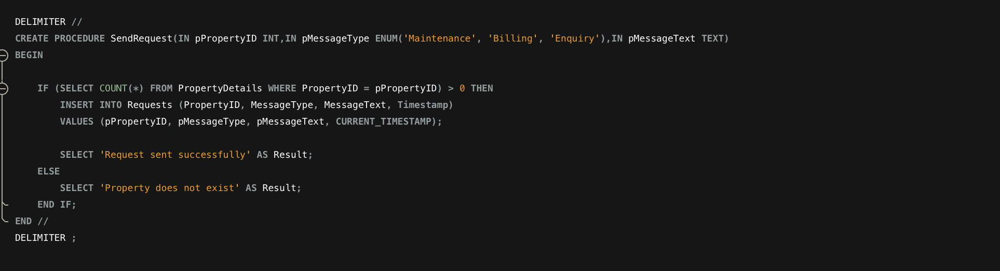 DELIMITER //
CREATE PROCEDURE SendRequest(IN pPropertyID INT,IN pMessageType ENUM('Maintenance', 'Billing', 'Enquiry'),IN pMessageText TEXT)
BEGIN
IF (SELECT COUNT(*) FROM PropertyDetails WHERE PropertyID = pPropertyID) > 0 THEN
INSERT INTO Requests (PropertyID, MessageType, MessageText, Timestamp)
VALUES (pPropertyID, pMessageType, pMessageText, CURRENT_TIMESTAMP);
SELECT 'Request sent successfully' AS Result;
ELSE
SELECT 'Property does not exist' AS Result;
END IF;
END //
DELIMITER ;